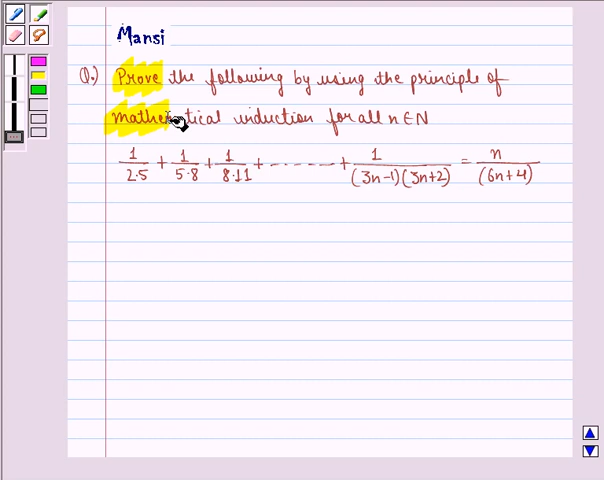 Mansi
Q.) Prove the following by using the principle of
mathematical induction for all n ∈ N
1/2·5 + 1/5·8 + 1/8·11 + -------- + 1/(3n-1)(3n+2) = n/(6n+4)